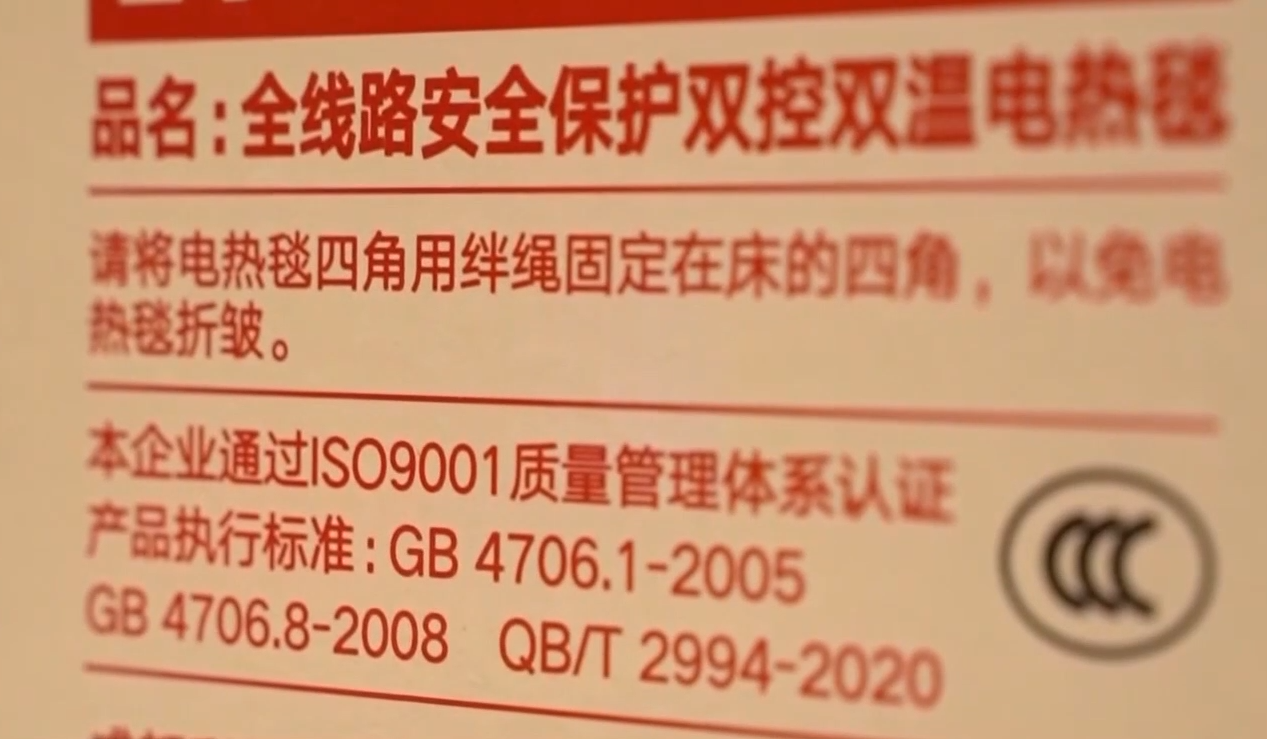 品名:全线路安全保护双控双温电热毯
请将电热毯四角用绊绳固定在床的四角，以免电
热毯折皱。
本企业通过ISO9001质量管理体系认证
产品执行标准:GB 4706.1-2005
GB 4706.8-2008 QB/T 2994-2020
CCC